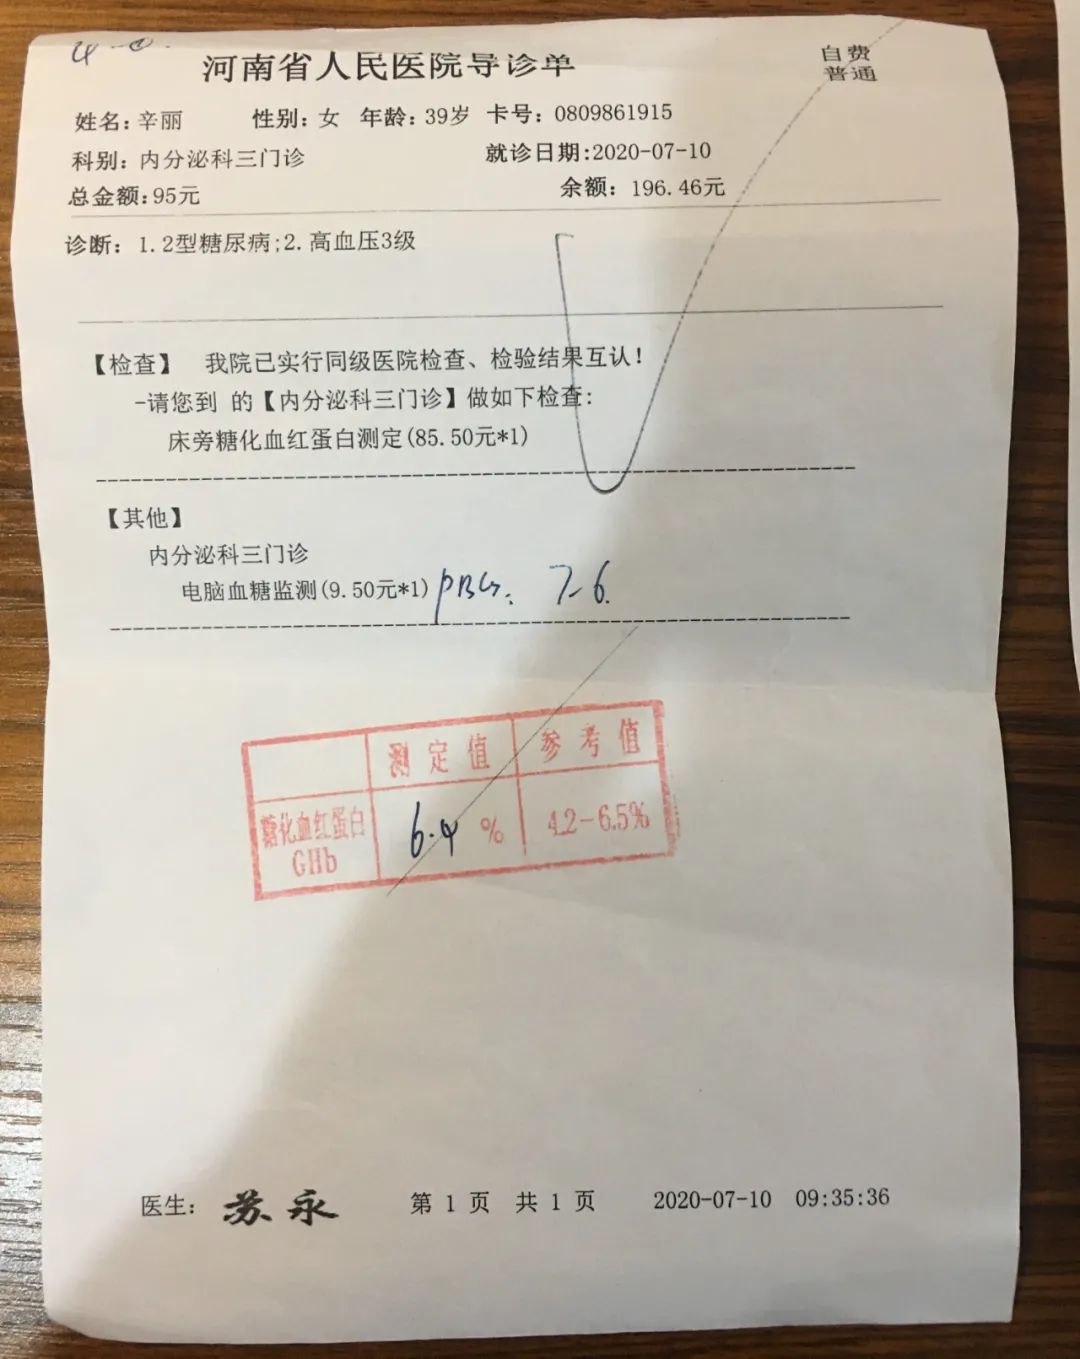 河南省人民医院导诊单
自费
普通
姓名: 辛丽 性别: 女 年龄: 39岁 卡号: 0809861915
科别: 内分泌科三门诊 就诊日期:2020-07-10
总金额:95元 余额: 196.46元
诊断: 1.2型糖尿病;2.高血压3级
【检查】 我院已实行同级医院检查、检验结果互认!
-请您到 的【内分泌科三门诊】做如下检查:
床旁糖化血红蛋白测定(85.50元*1)
【其他】
内分泌科三门诊
电脑血糖监测(9.50元*1) PBG: 7.6
测定值 参考值
糖化血红蛋白 GHb 6.4 % 4.2-6.5%
医生: 苏永 第 1 页 共 1 页 2020-07-10 09:35:36